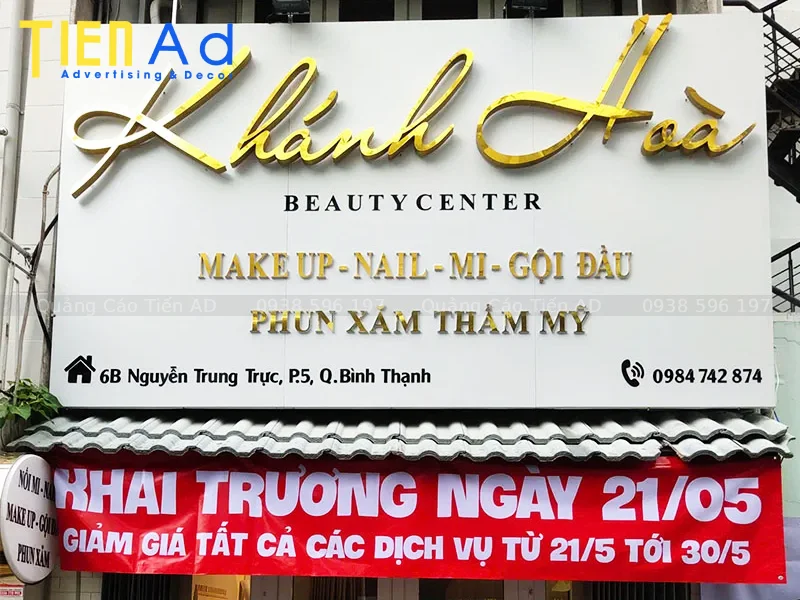 TIEN Ad
Advertising & Decor
Khánh Hoà
BEAUTY CENTER
MAKE UP - NAIL - MI - GỘI ĐẦU
Quảng Cáo Tiến AD 0938 596 197 Quảng Cáo Tiến AD 0938 596 197
PHUN XĂM THẨM MỸ
6B Nguyễn Trung Trực, P.5, Q.Bình Thạnh
0984 742 874
KHAI TRƯƠNG NGÀY 21/05
GIẢM GIÁ TẤT CẢ CÁC DỊCH VỤ TỪ 21/5 TỚI 30/5
NỐI MI - NAIL
MAKE UP - GỘI
PHUN XĂM